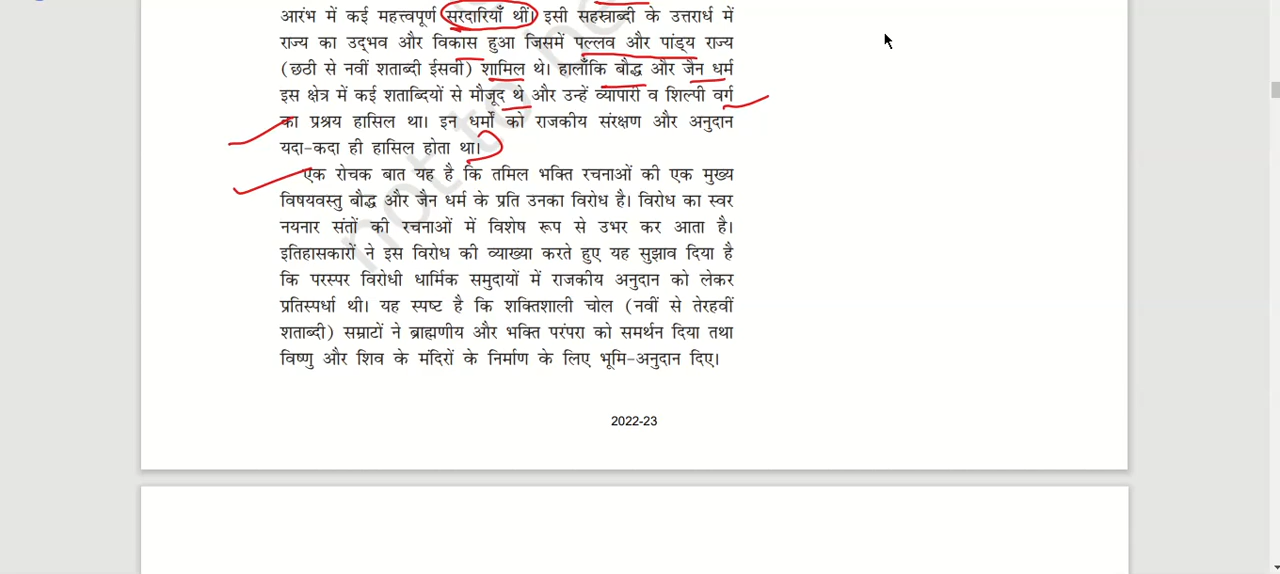 आरंभ में कई महत्त्वपूर्ण सरदारियाँ थीं। इसी सहस्त्राब्दी के उत्तरार्ध में
राज्य का उद्भव और विकास हुआ जिसमें पल्लव और पांड्य राज्य
(छठी से नवीं शताब्दी ईसवी) शामिल थे। हालाँकि बौद्ध और जैन धर्म
इस क्षेत्र में कई शताब्दियों से मौजूद थे और उन्हें व्यापारी व शिल्पी वर्ग
का प्रश्रय हासिल था। इन धर्मों को राजकीय संरक्षण और अनुदान
यदा-कदा ही हासिल होता था।
एक रोचक बात यह है कि तमिल भक्ति रचनाओं की एक मुख्य
विषयवस्तु बौद्ध और जैन धर्म के प्रति उनका विरोध है। विरोध का स्वर
नयनार संतों की रचनाओं में विशेष रूप से उभर कर आता है।
इतिहासकारों ने इस विरोध की व्याख्या करते हुए यह सुझाव दिया है
कि परस्पर विरोधी धार्मिक समुदायों में राजकीय अनुदान को लेकर
प्रतिस्पर्धा थी। यह स्पष्ट है कि शक्तिशाली चोल (नवीं से तेरहवीं
शताब्दी) सम्राटों ने ब्राह्मणीय और भक्ति परंपरा को समर्थन दिया तथा
विष्णु और शिव के मंदिरों के निर्माण के लिए भूमि-अनुदान दिए।
not to be
2022-23